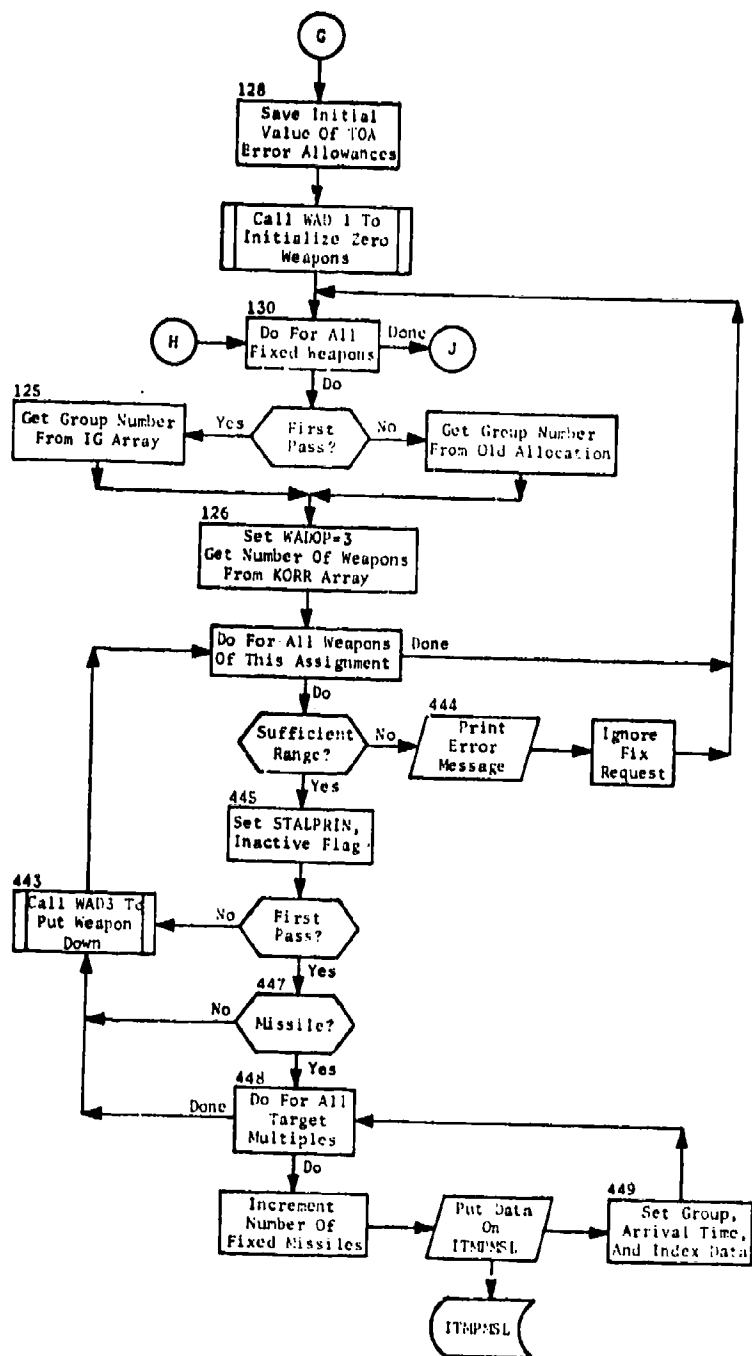 G
128
Save Initial
Value Of TOA
Error Allowances
Call WAD 1 To
Initialize Zero
Weapons
130
H
Do For All
Fixed Weapons
Done
J
Do
125
Get Group Number
From IG Array
Yes
First
Pass?
No
Get Group Number
From Old Allocation
126
Set WADOP=3
Get Number Of Weapons
From KORR Array
Do For All Weapons
Of This Assignment
Done
Do
Sufficient
Range?
No
444
Print
Error
Message
Ignore
Fix
Request
Yes
445
Set STALPRIN,
Inactive Flag
443
Call WAD3 To
Put Weapon
Down
No
First
Pass?
Yes
447
No
Missile?
Yes
448
Done
Do For All
Target
Multiples
Do
Increment
Number Of
Fixed Missiles
Put Data
On
ITMPMSL
449
Set Group,
Arrival Time,
And Index Data
ITMPMSL